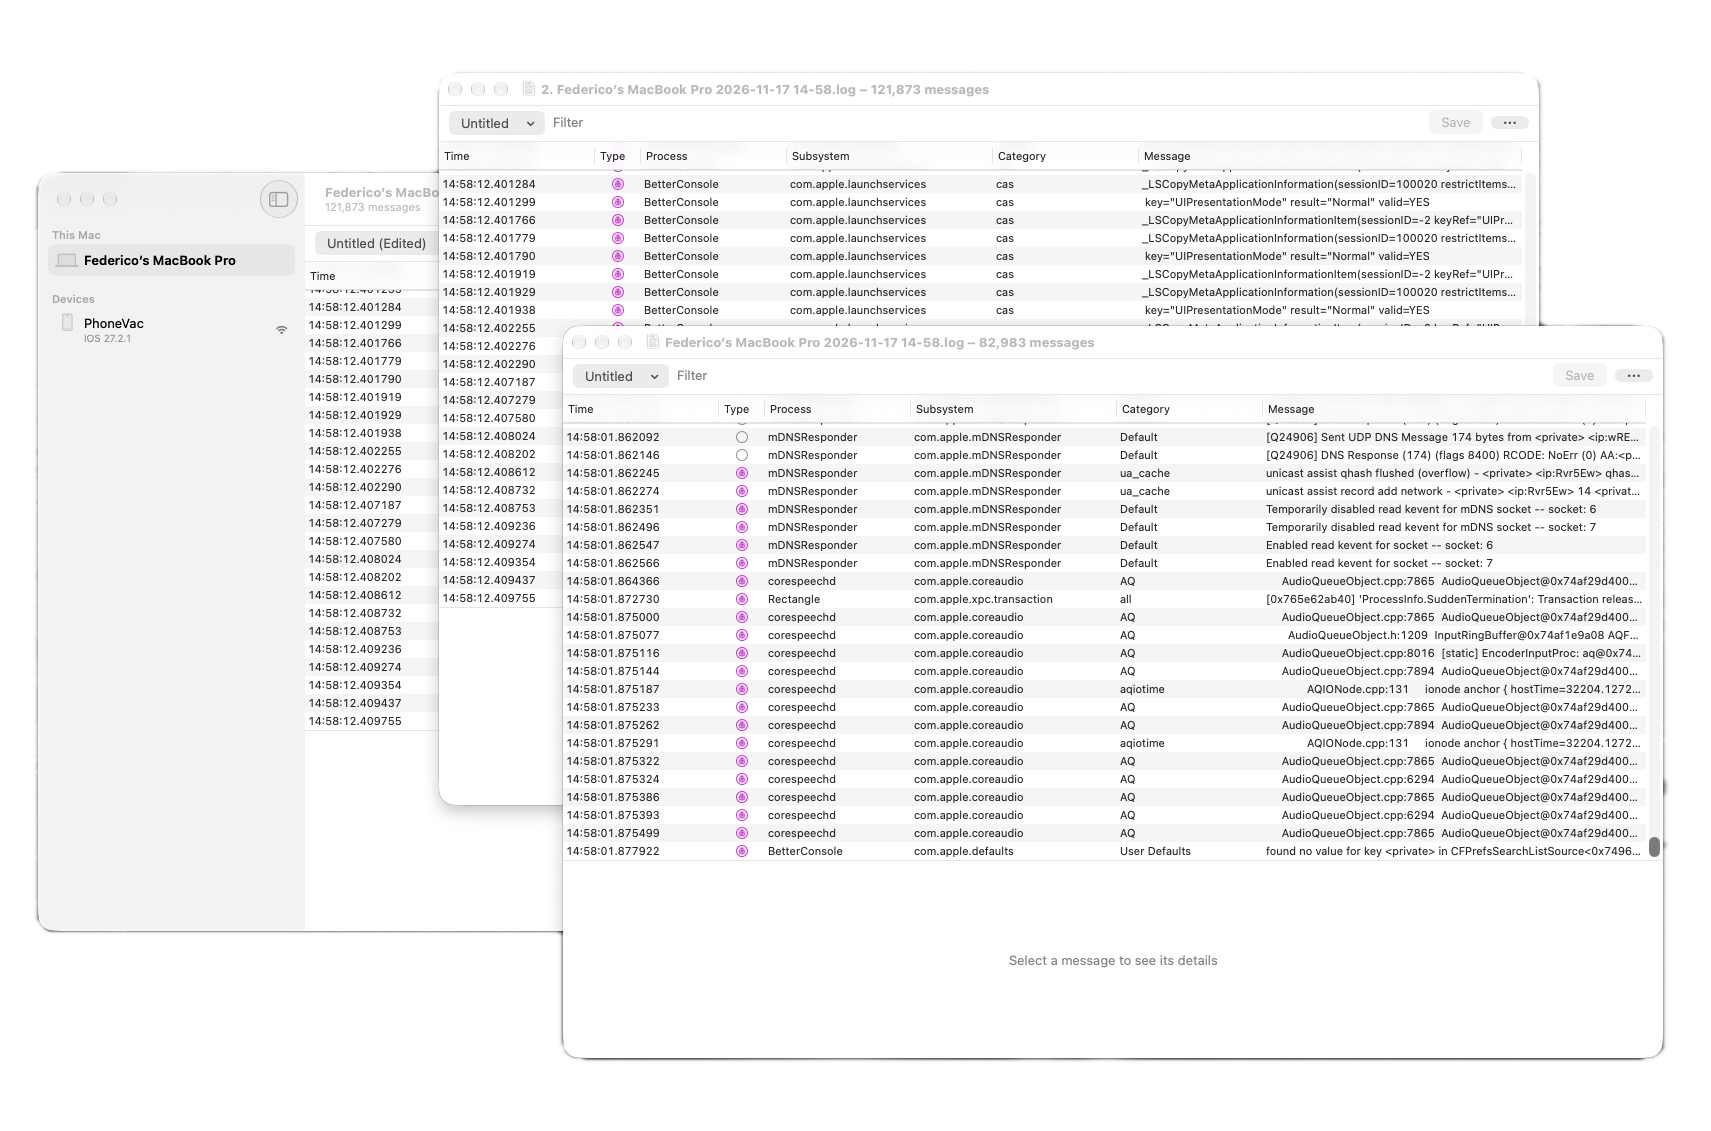 2. Federico’s MacBook Pro 2026-11-17 14-58.log – 121,873 messages
Untitled
Filter
Save
Time Type Process Subsystem Category Message
14:58:12.401284 BetterConsole com.apple.launchservices cas _LSCopyMetaApplicationInformation(sessionID=100020 restrictItems...
14:58:12.401299 BetterConsole com.apple.launchservices cas key="UIPresentationMode" result="Normal" valid=YES
14:58:12.401766 BetterConsole com.apple.launchservices cas _LSCopyMetaApplicationInformationItem(sessionID=-2 keyRef="UIPr...
14:58:12.401779 BetterConsole com.apple.launchservices cas _LSCopyMetaApplicationInformation(sessionID=100020 restrictItems...
14:58:12.401790 BetterConsole com.apple.launchservices cas key="UIPresentationMode" result="Normal" valid=YES
14:58:12.401919 BetterConsole com.apple.launchservices cas _LSCopyMetaApplicationInformationItem(sessionID=-2 keyRef="UIPr...
14:58:12.401929 BetterConsole com.apple.launchservices cas _LSCopyMetaApplicationInformation(sessionID=100020 restrictItems...
14:58:12.401938 BetterConsole com.apple.launchservices cas key="UIPresentationMode" result="Normal" valid=YES
14:58:12.402255
14:58:12.402276
14:58:12.402290
14:58:12.407187
14:58:12.407279
14:58:12.407580
14:58:12.408024
14:58:12.408202
14:58:12.408612
14:58:12.408732
14:58:12.408753
14:58:12.409236
14:58:12.409274
14:58:12.409354
14:58:12.409437
14:58:12.409755
This Mac
Federico’s MacBook Pro
Devices
PhoneVac
iOS 27.2.1
Federico’s MacBo
121,873 messages
Untitled (Edited)
Time
14:58:12.401284
14:58:12.401299
14:58:12.401766
14:58:12.401779
14:58:12.401790
14:58:12.401919
14:58:12.401929
14:58:12.401938
14:58:12.402255
14:58:12.402276
14:58:12.402290
14:58:12.407187
14:58:12.407279
14:58:12.407580
14:58:12.408024
14:58:12.408202
14:58:12.408612
14:58:12.408732
14:58:12.408753
14:58:12.409236
14:58:12.409274
14:58:12.409354
14:58:12.409437
14:58:12.409755
Federico’s MacBook Pro 2026-11-17 14-58.log – 82,983 messages
Untitled
Filter
Save
Time Type Process Subsystem Category Message
14:58:01.862092 mDNSResponder com.apple.mDNSResponder Default [Q24906] Sent UDP DNS Message 174 bytes from <private> <ip:wRE...
14:58:01.862146 mDNSResponder com.apple.mDNSResponder Default [Q24906] DNS Response (174) (flags 8400) RCODE: NoErr (0) AA:<p...
14:58:01.862245 mDNSResponder com.apple.mDNSResponder ua_cache unicast assist qhash flushed (overflow) - <private> <ip:Rvr5Ew> qhas...
14:58:01.862274 mDNSResponder com.apple.mDNSResponder ua_cache unicast assist record add network - <private> <ip:Rvr5Ew> 14 <privat...
14:58:01.862351 mDNSResponder com.apple.mDNSResponder Default Temporarily disabled read kevent for mDNS socket -- socket: 6
14:58:01.862496 mDNSResponder com.apple.mDNSResponder Default Temporarily disabled read kevent for mDNS socket -- socket: 7
14:58:01.862547 mDNSResponder com.apple.mDNSResponder Default Enabled read kevent for socket -- socket: 6
14:58:01.862566 mDNSResponder com.apple.mDNSResponder Default Enabled read kevent for socket -- socket: 7
14:58:01.864366 corespeechd com.apple.coreaudio AQ AudioQueueObject.cpp:7865 AudioQueueObject@0x74af29d400...
14:58:01.872730 Rectangle com.apple.xpc.transaction all [0x765e62ab40] 'ProcessInfo.SuddenTermination': Transaction releas...
14:58:01.875000 corespeechd com.apple.coreaudio AQ AudioQueueObject.cpp:7865 AudioQueueObject@0x74af29d400...
14:58:01.875077 corespeechd com.apple.coreaudio AQ AudioQueueObject.h:1209 InputRingBuffer@0x74af1e9a08 AQF...
14:58:01.875116 corespeechd com.apple.coreaudio AQ AudioQueueObject.cpp:8016 [static] EncoderInputProc: aq@0x74...
14:58:01.875144 corespeechd com.apple.coreaudio AQ AudioQueueObject.cpp:7894 AudioQueueObject@0x74af29d400...
14:58:01.875187 corespeechd com.apple.coreaudio aqiotime AQIONode.cpp:131 ionode anchor { hostTime=32204.1272...
14:58:01.875233 corespeechd com.apple.coreaudio AQ AudioQueueObject.cpp:7865 AudioQueueObject@0x74af29d400...
14:58:01.875262 corespeechd com.apple.coreaudio AQ AudioQueueObject.cpp:7894 AudioQueueObject@0x74af29d400...
14:58:01.875291 corespeechd com.apple.coreaudio aqiotime AQIONode.cpp:131 ionode anchor { hostTime=32204.1272...
14:58:01.875322 corespeechd com.apple.coreaudio AQ AudioQueueObject.cpp:7865 AudioQueueObject@0x74af29d400...
14:58:01.875324 corespeechd com.apple.coreaudio AQ AudioQueueObject.cpp:6294 AudioQueueObject@0x74af29d400...
14:58:01.875386 corespeechd com.apple.coreaudio AQ AudioQueueObject.cpp:7865 AudioQueueObject@0x74af29d400...
14:58:01.875393 corespeechd com.apple.coreaudio AQ AudioQueueObject.cpp:6294 AudioQueueObject@0x74af29d400...
14:58:01.875499 corespeechd com.apple.coreaudio AQ AudioQueueObject.cpp:7865 AudioQueueObject@0x74af29d400...
14:58:01.877922 BetterConsole com.apple.defaults User Defaults found no value for key <private> in CFPrefsSearchListSource<0x7496...
Select a message to see its details